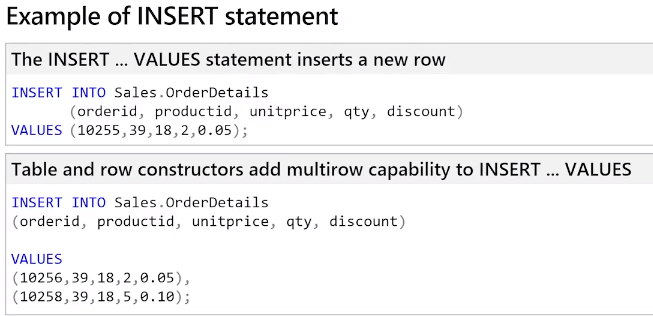 Example of INSERT statement
The INSERT ... VALUES statement inserts a new row
INSERT INTO Sales.OrderDetails
(orderid, productid, unitprice, qty, discount)
VALUES (10255,39,18,2,0.05);
Table and row constructors add multirow capability to INSERT ... VALUES
INSERT INTO Sales.OrderDetails
(orderid, productid, unitprice, qty, discount)
VALUES
(10256,39,18,2,0.05),
(10258,39,18,5,0.10);